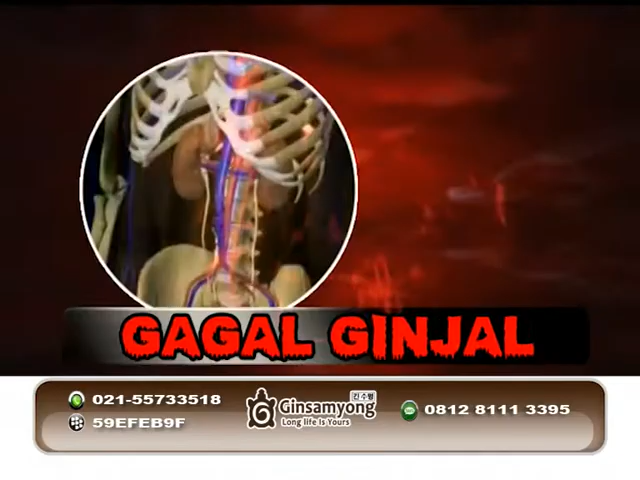 GAGAL GINJAL
021-55733518
59EFEB9F
Ginsamyong
Long life Is Yours
0812 8111 3395